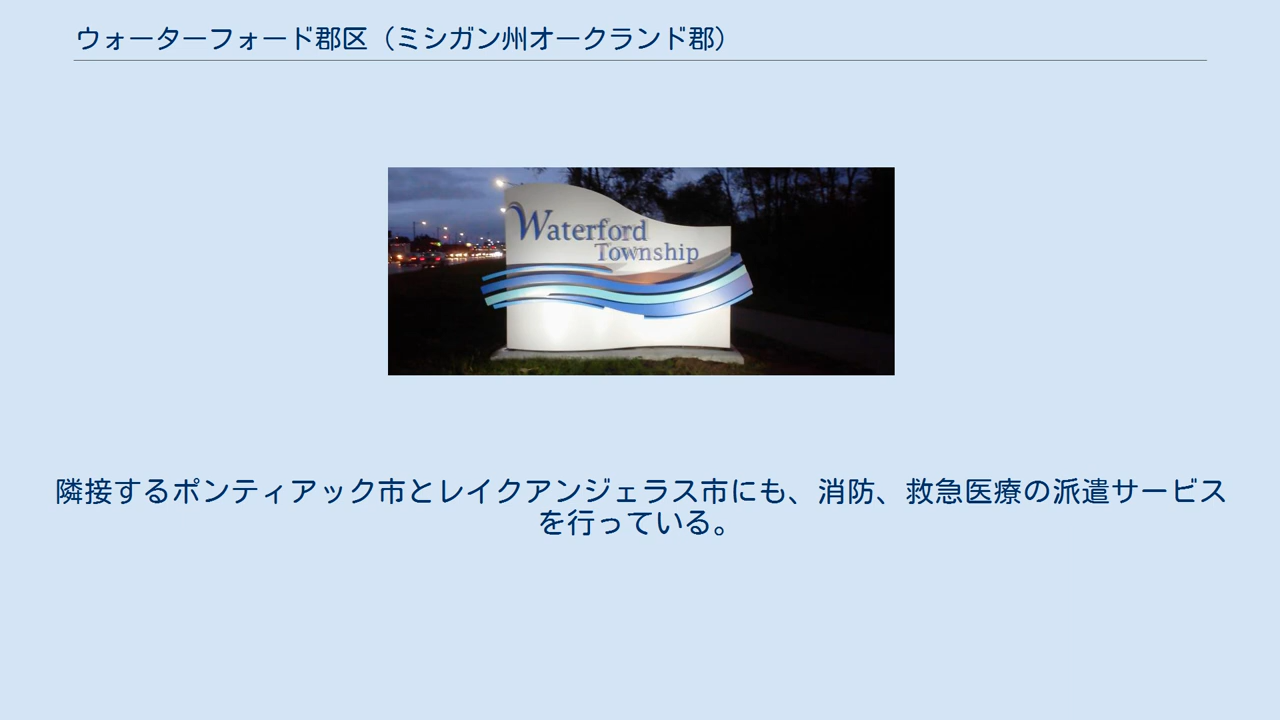 ウォーターフォード郡区（ミシガン州オークランド郡）
Waterford
Township
隣接するポンティアック市とレイクアンジェラス市にも、消防、救急医療の派遣サービス
を行っている。